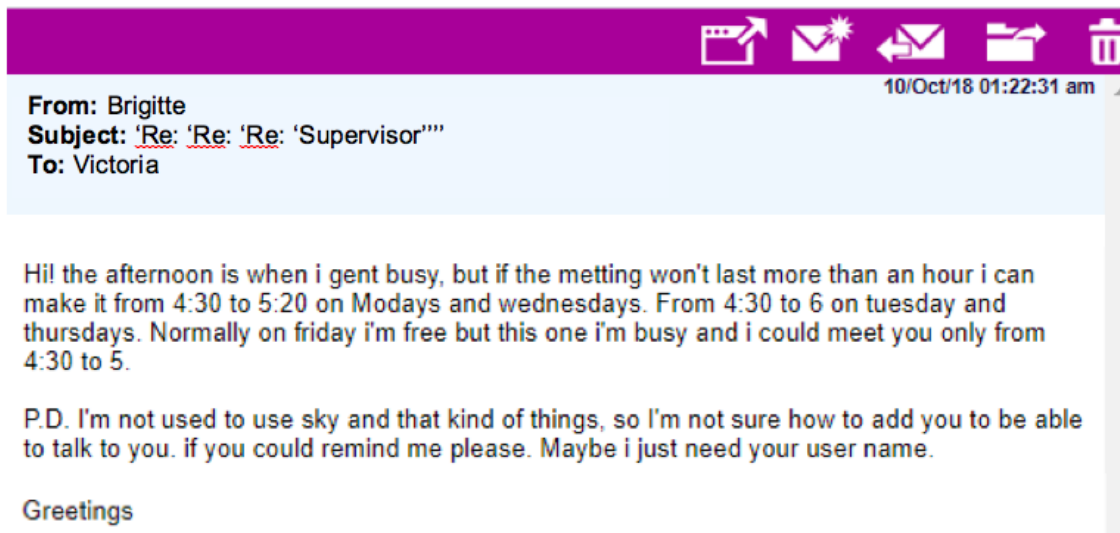 10/Oct/18 01:22:31 am
From: Brigitte
Subject: ‘Re: ‘Re: ‘Re: ‘Supervisor’’’’
To: Victoria
Hi! the afternoon is when i gent busy, but if the metting won't last more than an hour i can
make it from 4:30 to 5:20 on Modays and wednesdays. From 4:30 to 6 on tuesday and
thursdays. Normally on friday i'm free but this one i'm busy and i could meet you only from
4:30 to 5.
P.D. I'm not used to use sky and that kind of things, so I'm not sure how to add you to be able
to talk to you. if you could remind me please. Maybe i just need your user name.
Greetings